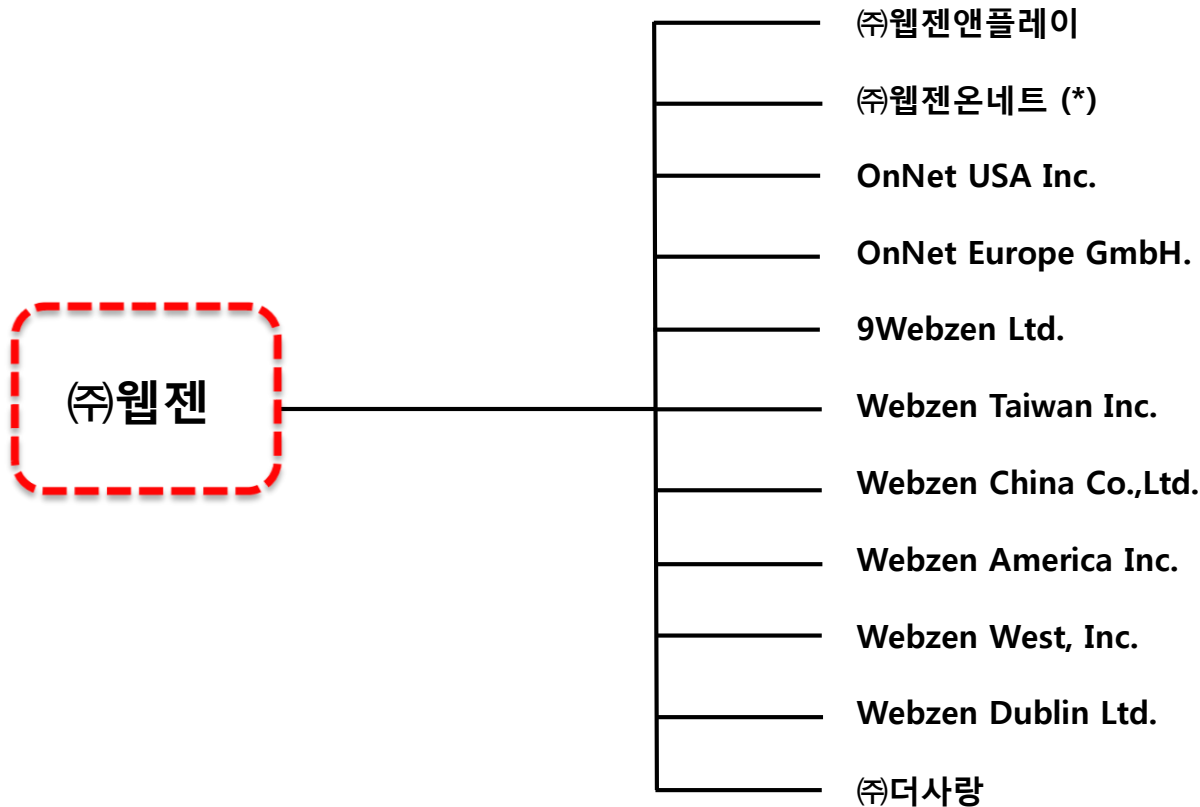 ㈜웹젠앤플레이
㈜웹젠온네트 (*)
OnNet USA Inc.
OnNet Europe GmbH.
9Webzen Ltd.
㈜웹젠
Webzen Taiwan Inc.
Webzen China Co.,Ltd.
Webzen America Inc.
Webzen West, Inc.
Webzen Dublin Ltd.
㈜더사랑